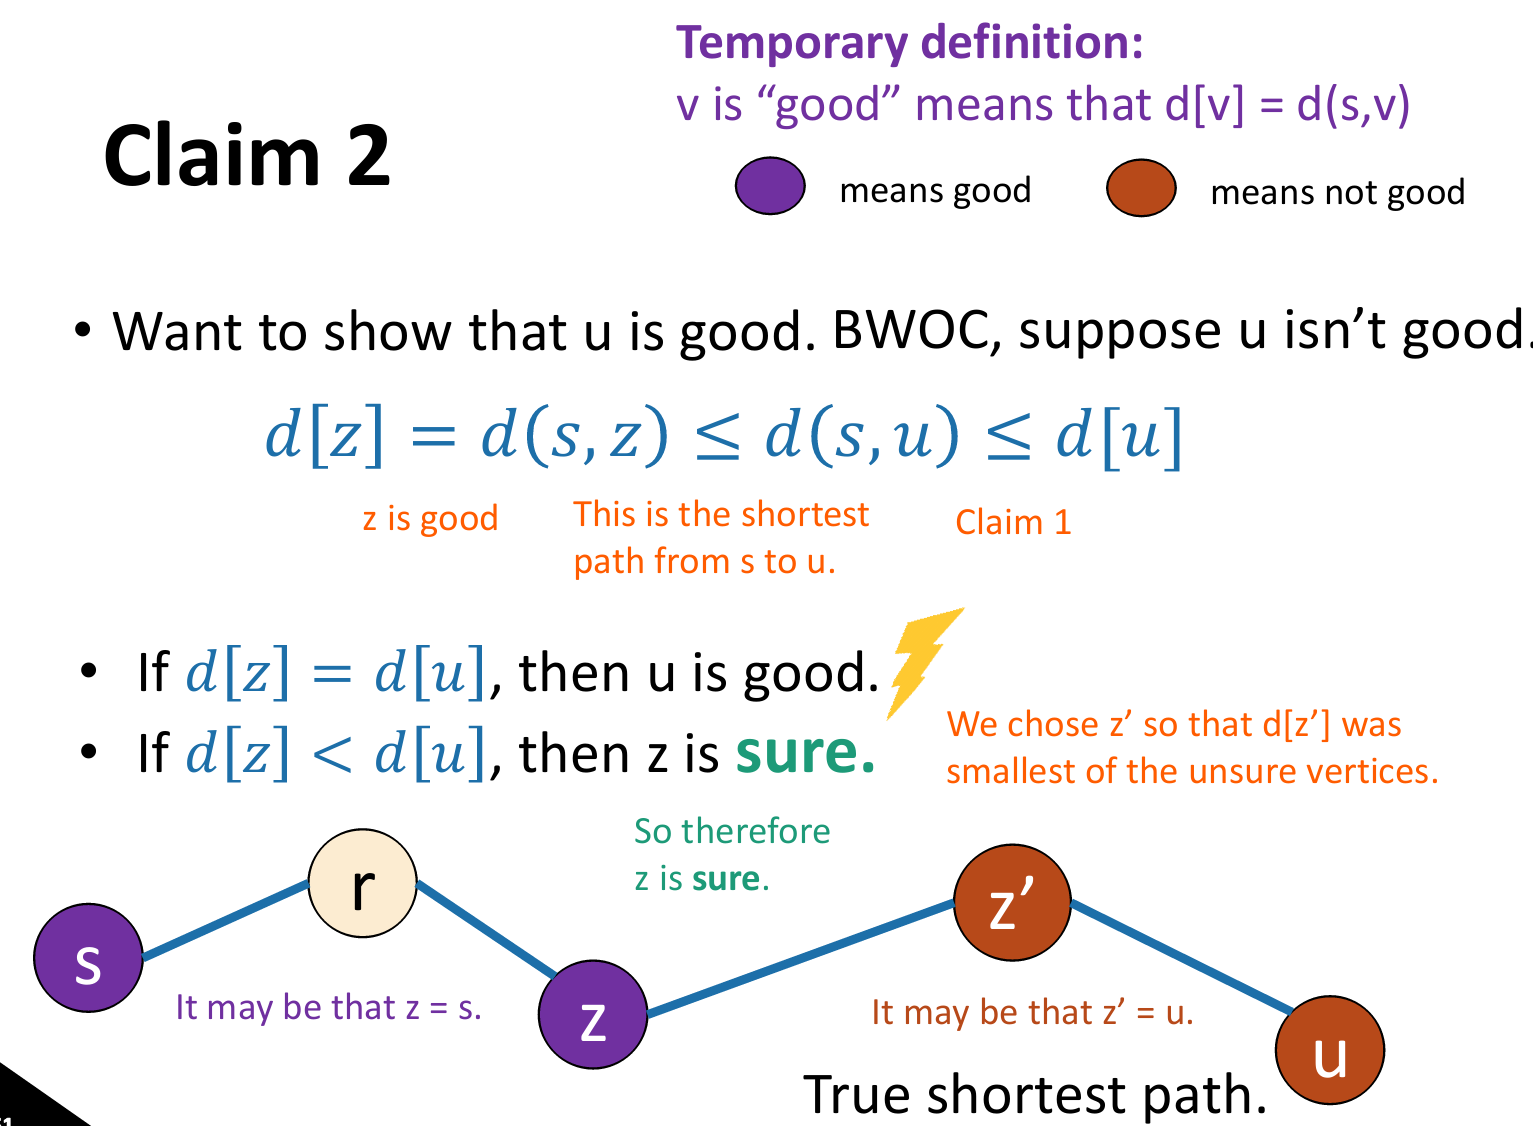 Temporary definition:
v is “good” means that d[v] = d(s,v)
Claim 2
means good
means not good
• Want to show that u is good. BWOC, suppose u isn’t good.
d[z] = d(s, z) ≤ d(s, u) ≤ d[u]
z is good
This is the shortest
path from s to u.
Claim 1
• If d[z] = d[u], then u is good.
• If d[z] < d[u], then z is sure.
We chose z’ so that d[z’] was
smallest of the unsure vertices.
So therefore
z is sure.
r
z’
s
It may be that z = s.
z
It may be that z’ = u.
u
True shortest path.